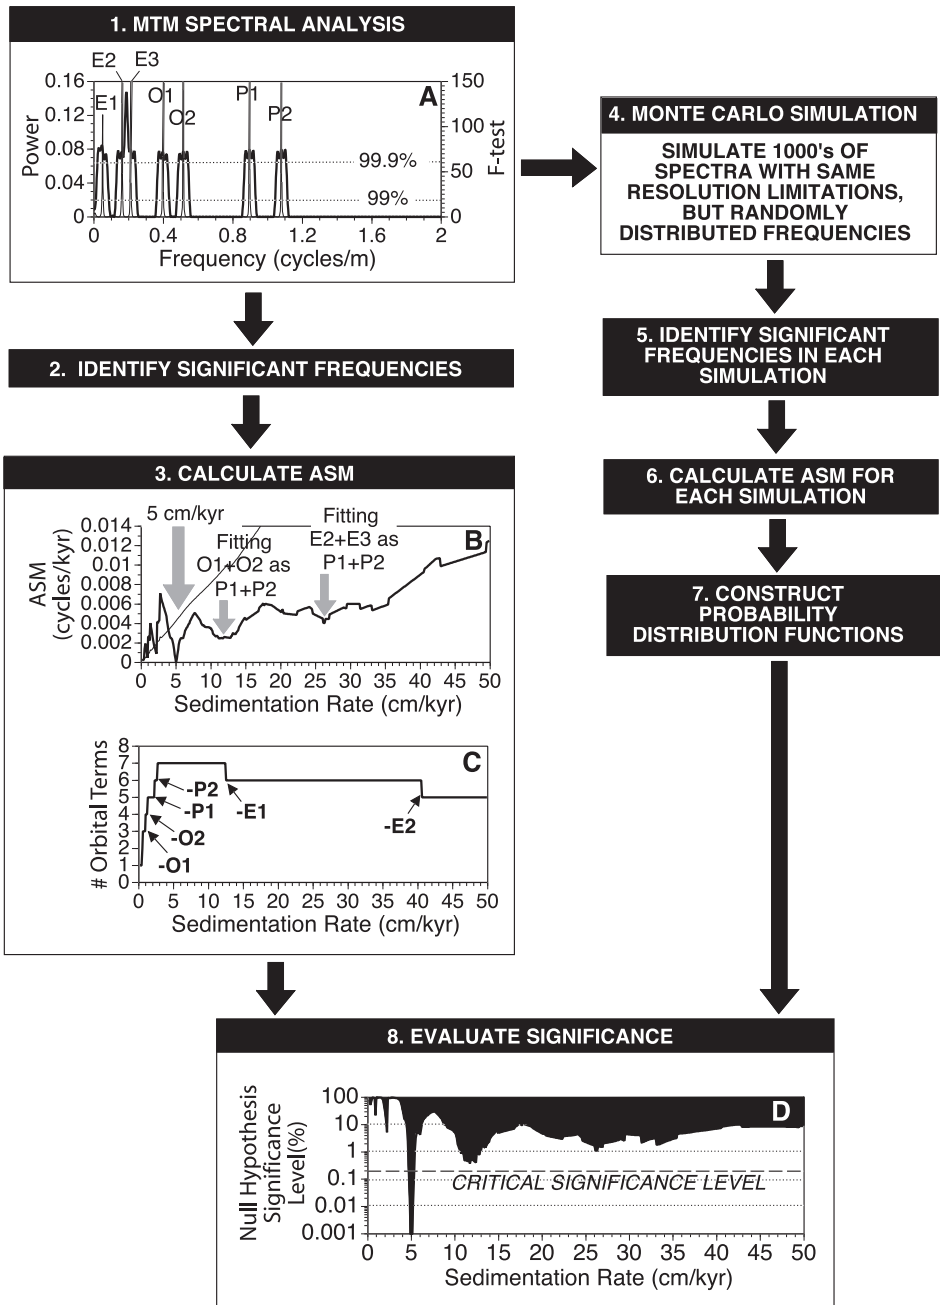 1. MTM SPECTRAL ANALYSIS
E2 E3
0.16
0.12
0.08
0.04
0
Power
E1
O1
O2
P1
P2
A
150
100
50
0
F-test
99.9%
99%
0 0.4 0.8 1.2 1.6 2
Frequency (cycles/m)
2. IDENTIFY SIGNIFICANT FREQUENCIES
3. CALCULATE ASM
ASM
(cycles/kyr)
0.014
0.012
0.01
0.008
0.006
0.004
0.002
0
5 cm/kyr
Fitting
O1+O2 as
P1+P2
Fitting
E2+E3 as
P1+P2
B
0 5 10 15 20 25 30 35 40 45 50
Sedimentation Rate (cm/kyr)
# Orbital Terms
8
7
6
5
4
3
2
1
0
C
-P2
-P1
-O2
-O1
-E1
-E2
0 5 10 15 20 25 30 35 40 45 50
Sedimentation Rate (cm/kyr)
4. MONTE CARLO SIMULATION
SIMULATE 1000's OF
SPECTRA WITH SAME
RESOLUTION LIMITATIONS,
BUT RANDOMLY
DISTRIBUTED FREQUENCIES
5. IDENTIFY SIGNIFICANT
FREQUENCIES IN EACH
SIMULATION
6. CALCULATE ASM FOR
EACH SIMULATION
7. CONSTRUCT
PROBABILITY
DISTRIBUTION FUNCTIONS
8. EVALUATE SIGNIFICANCE
Null Hypothesis
Significance
Level(%)
100
10
1
0.1
0.01
0.001
D
CRITICAL SIGNIFICANCE LEVEL
0 5 10 15 20 25 30 35 40 45 50
Sedimentation Rate (cm/kyr)